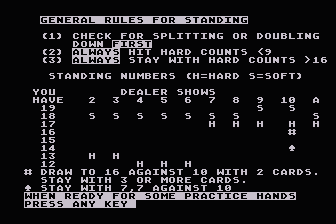 GENERAL RULES FOR STANDING
(1) CHECK FOR SPLITTING OR DOUBLING
DOWN FIRST
(2) ALWAYS HIT HARD COUNTS <9
(3) ALWAYS STAY WITH HARD COUNTS >16
STANDING NUMBERS (H=HARD S=SOFT)
YOU DEALER SHOWS
HAVE 2 3 4 5 6 7 8 9 10 A
19 S S
18 S S S S S S S S
17 H H H H H
16 #
15
14 ♠
13 H H
12 H H H
# DRAW TO 16 AGAINST 10 WITH 2 CARDS.
STAY WITH 3 OR MORE CARDS.
♠ STAY WITH 7,7 AGAINST 10
WHEN READY FOR SOME PRACTICE HANDS
PRESS ANY KEY